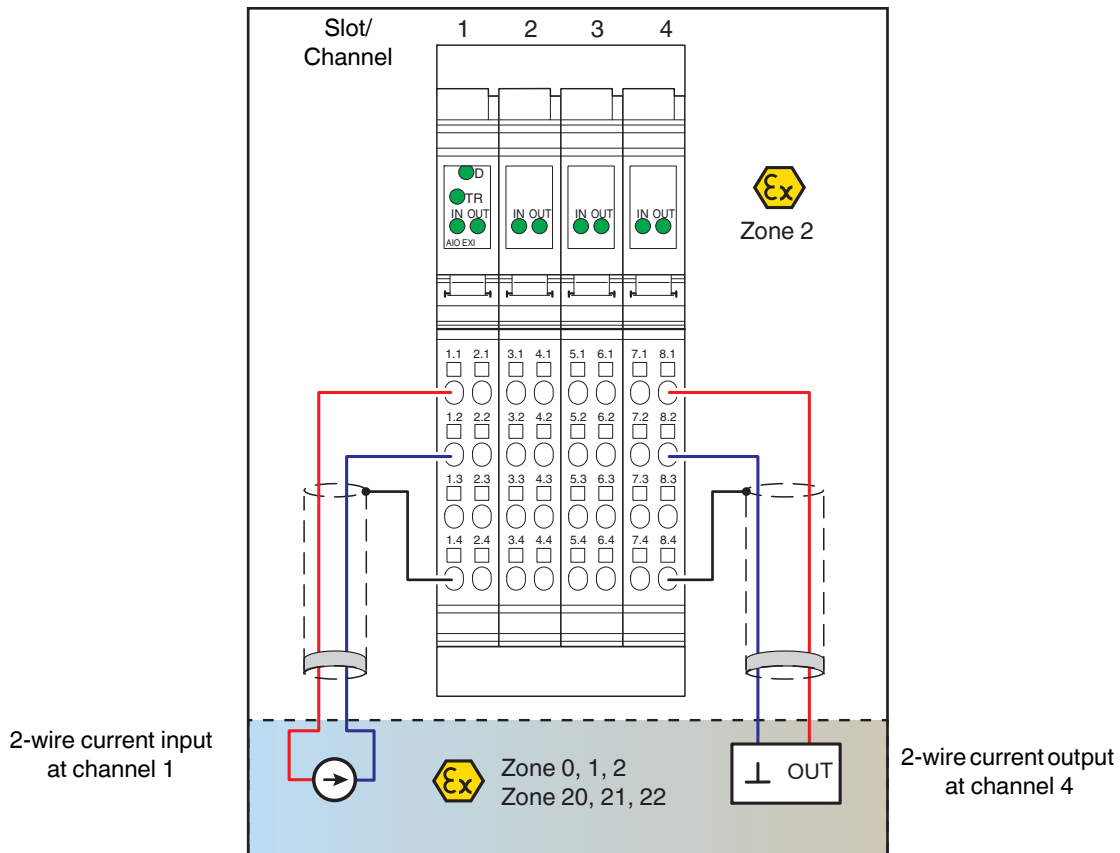 Slot/ 1 2 3 4
Channel
D
TR
IN OUT IN OUT IN OUT IN OUT
AIO EXI
Ex
Zone 2
1.1 2.1 3.1 4.1 5.1 6.1 7.1 8.1
1.2 2.2 3.2 4.2 5.2 6.2 7.2 8.2
1.3 2.3 3.3 4.3 5.3 6.3 7.3 8.3
1.4 2.4 3.4 4.4 5.4 6.4 7.4 8.4
2-wire current input
at channel 1
Ex
Zone 0, 1, 2
Zone 20, 21, 22
OUT
2-wire current output
at channel 4